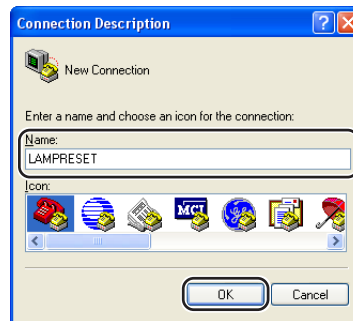 Connection Description
New Connection
Enter a name and choose an icon for the connection:
Name:
LAMPRESET
Icon:
MCI
OK
Cancel